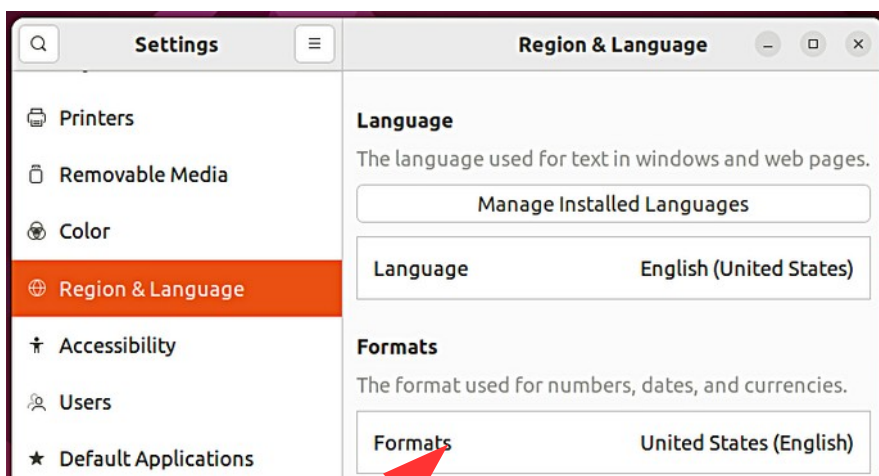 Settings
Region & Language
Printers
Removable Media
Color
Region & Language
Accessibility
Users
Default Applications
Language
The language used for text in windows and web pages.
Manage Installed Languages
Language English (United States)
Formats
The format used for numbers, dates, and currencies.
Formats United States (English)